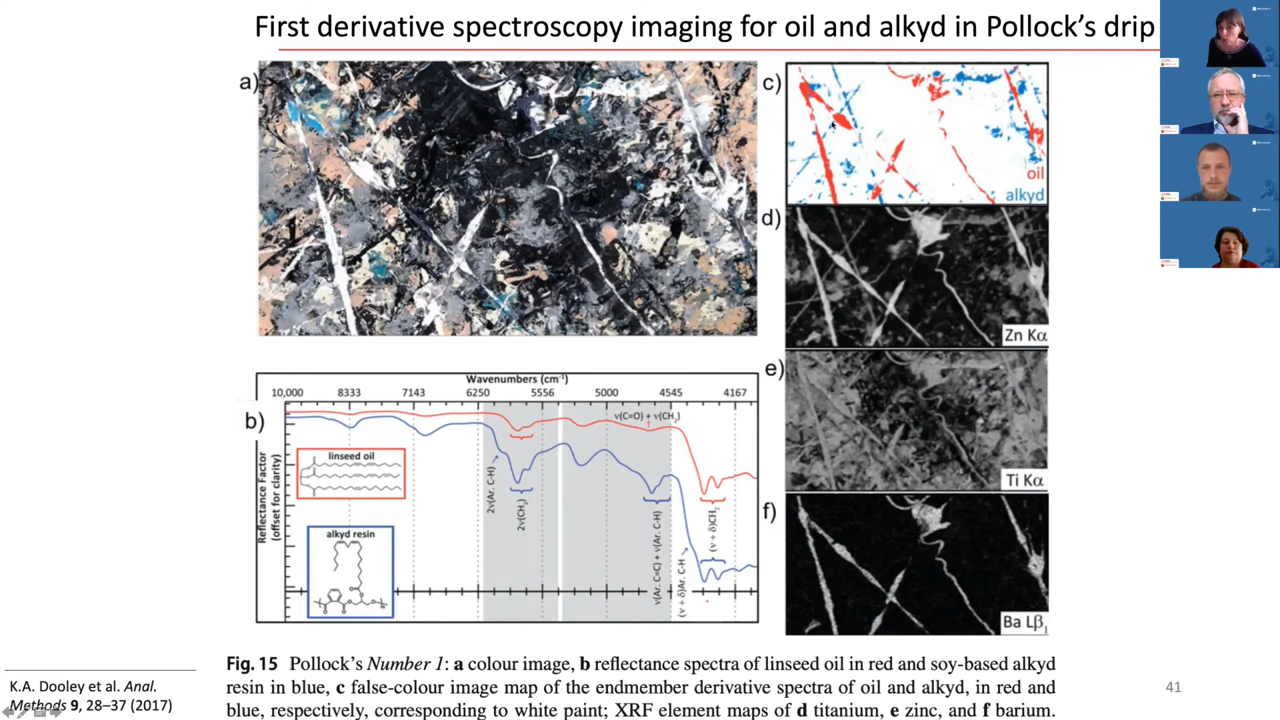 First derivative spectroscopy imaging for oil and alkyd in Pollock's drip
a)
c)
oil
alkyd
d)
Zn Kα
e)
Ti Kα
f)
Ba Lβ1
b)
Wavenumbers (cm-1)
10,000 8333 7143 6250 5556 5000 4545 4167
Reflectance Factor
(offset for clarity)
ν(C=O) + ν(CH2)
linseed oil
alkyd resin
2ν(Ar. C-H)
2ν(CH2)
ν(Ar. C=C) + ν(Ar. C-H)
(ν + δ)Ar. C-H
(ν + δ)CH2
Fig. 15 Pollock's Number 1: a colour image, b reflectance spectra of linseed oil in red and soy-based alkyd
resin in blue, c false-colour image map of the endmember derivative spectra of oil and alkyd, in red and
blue, respectively, corresponding to white paint; XRF element maps of d titanium, e zinc, and f barium.
K.A. Dooley et al. Anal.
Methods 9, 28–37 (2017)
41